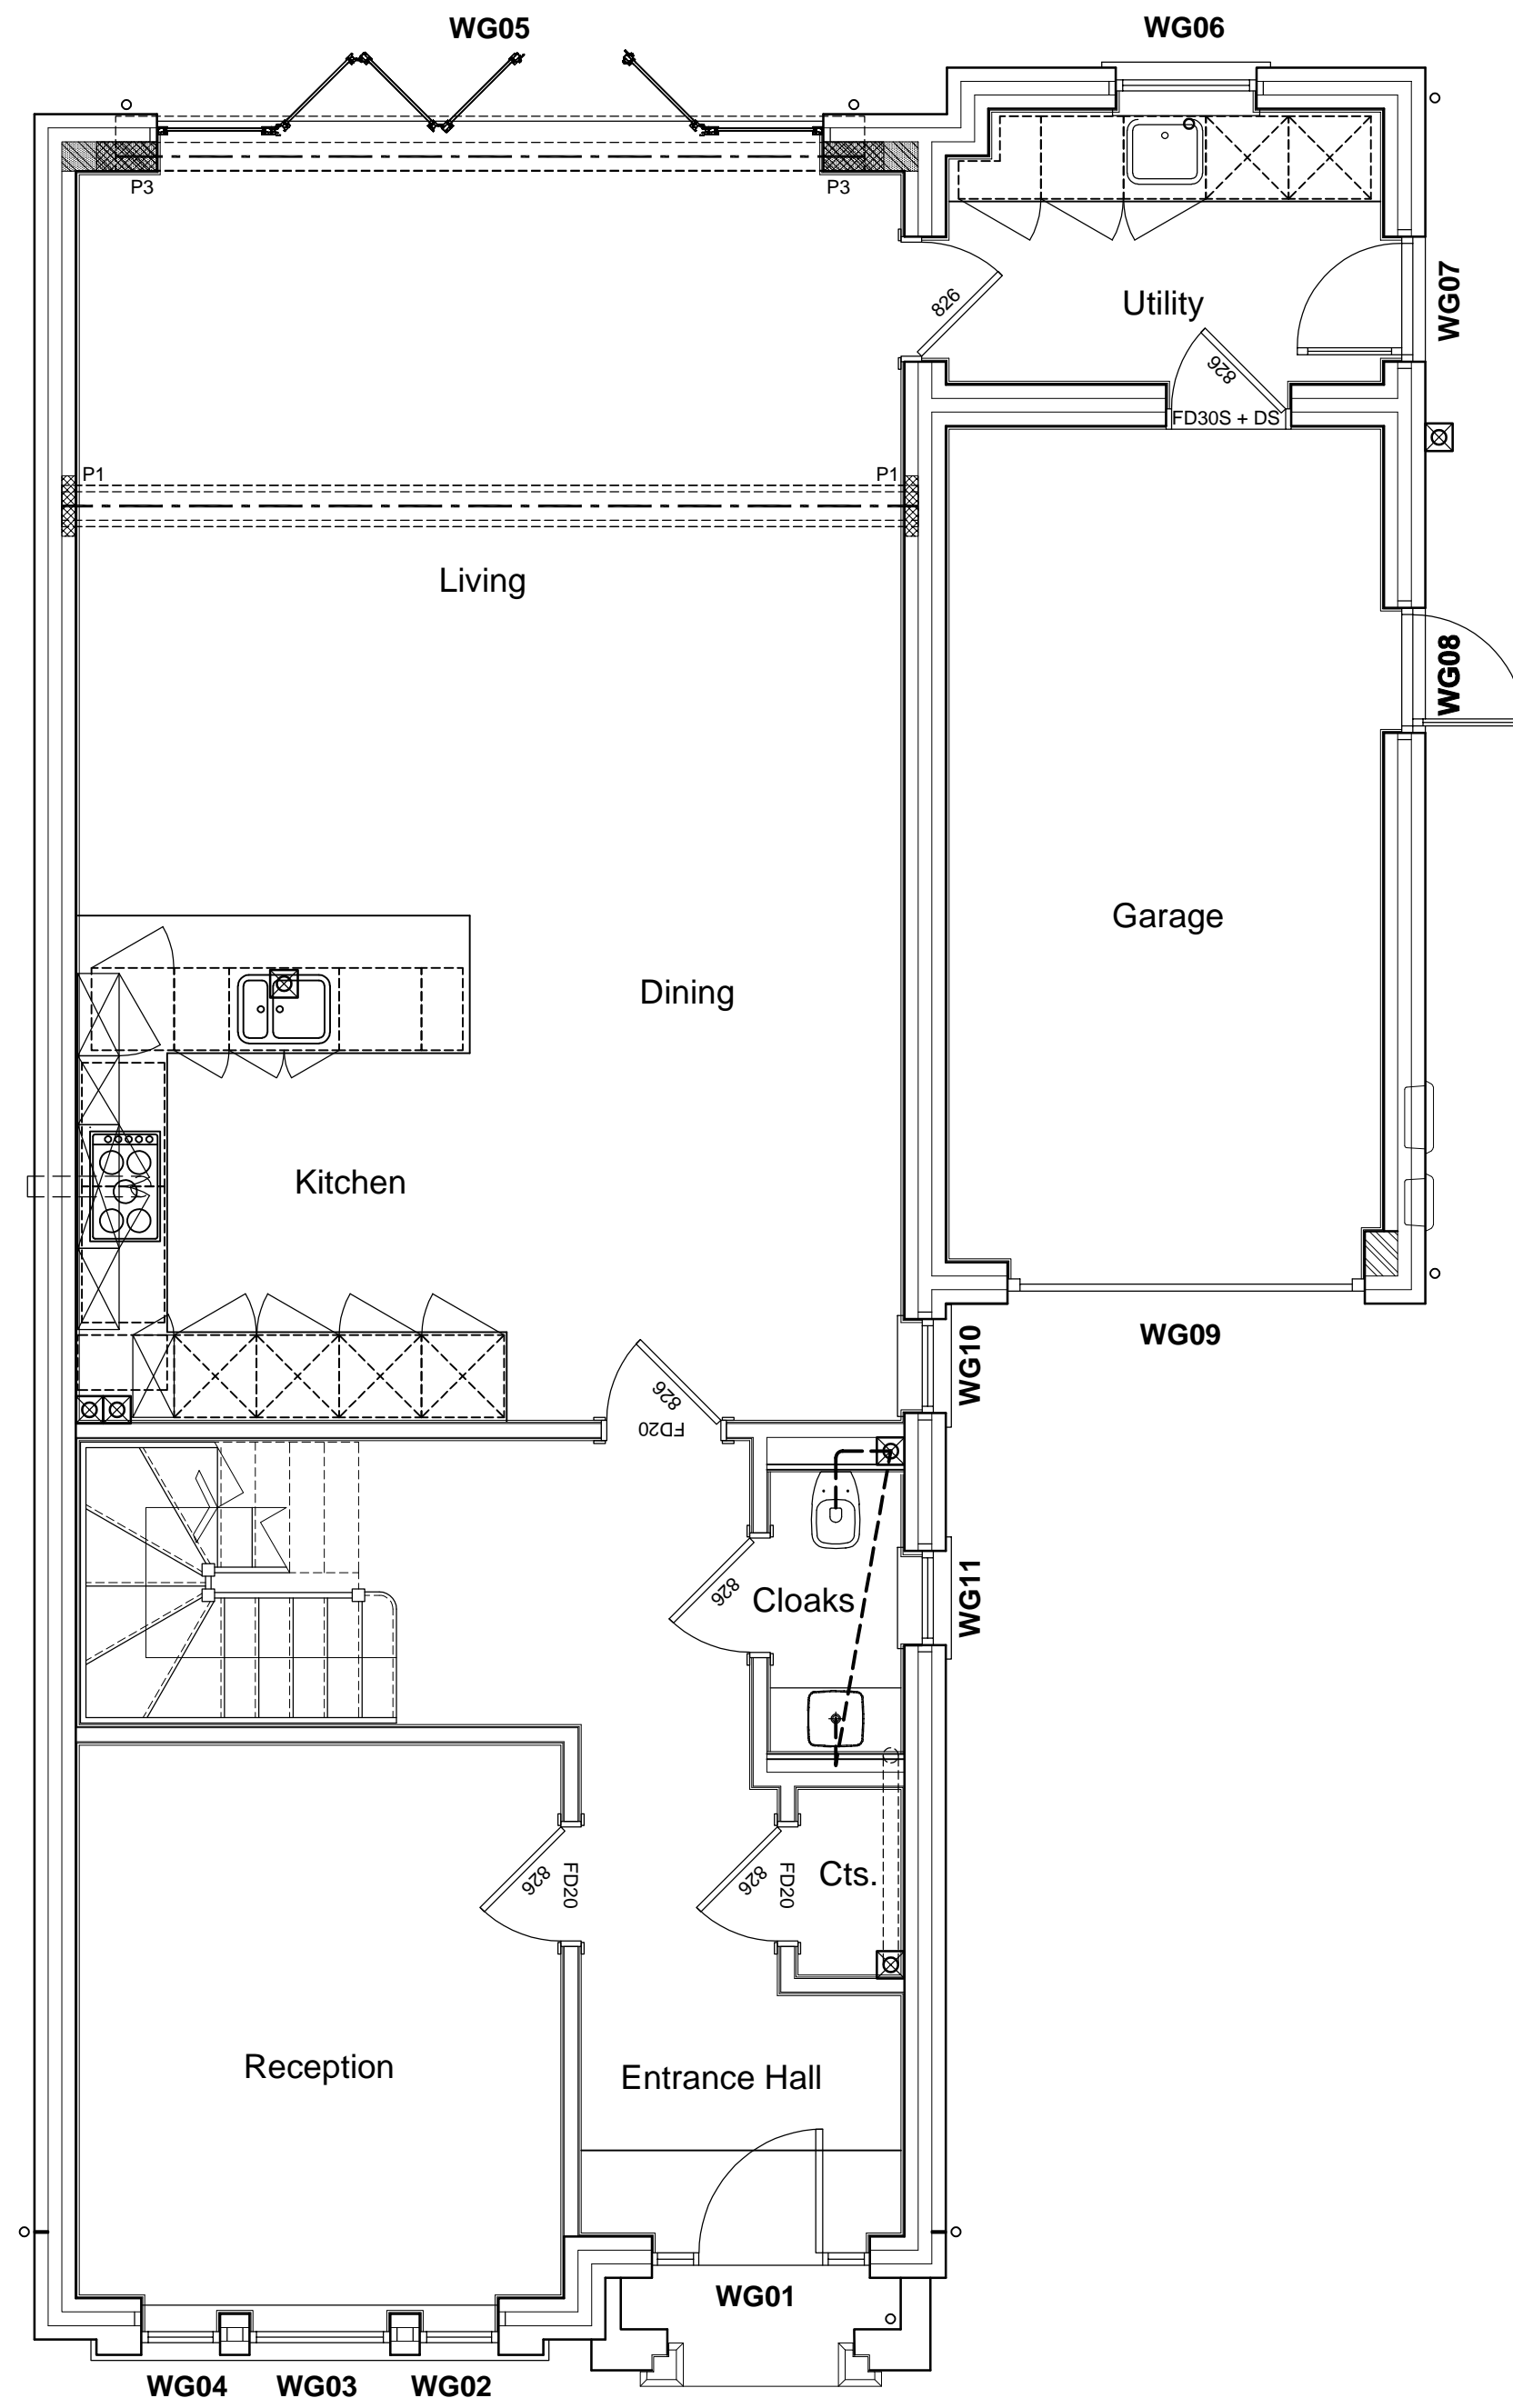 WG05
WG06
P3
P3
826
Utility
WG07
826
FD30S + DS
P1
P1
Living
WG08
Garage
Dining
Kitchen
WG10
WG09
826
FD20
826
Cloaks
WG11
826
FD20
826
FD20
Cts.
Reception
Entrance Hall
WG01
WG04
WG03
WG02